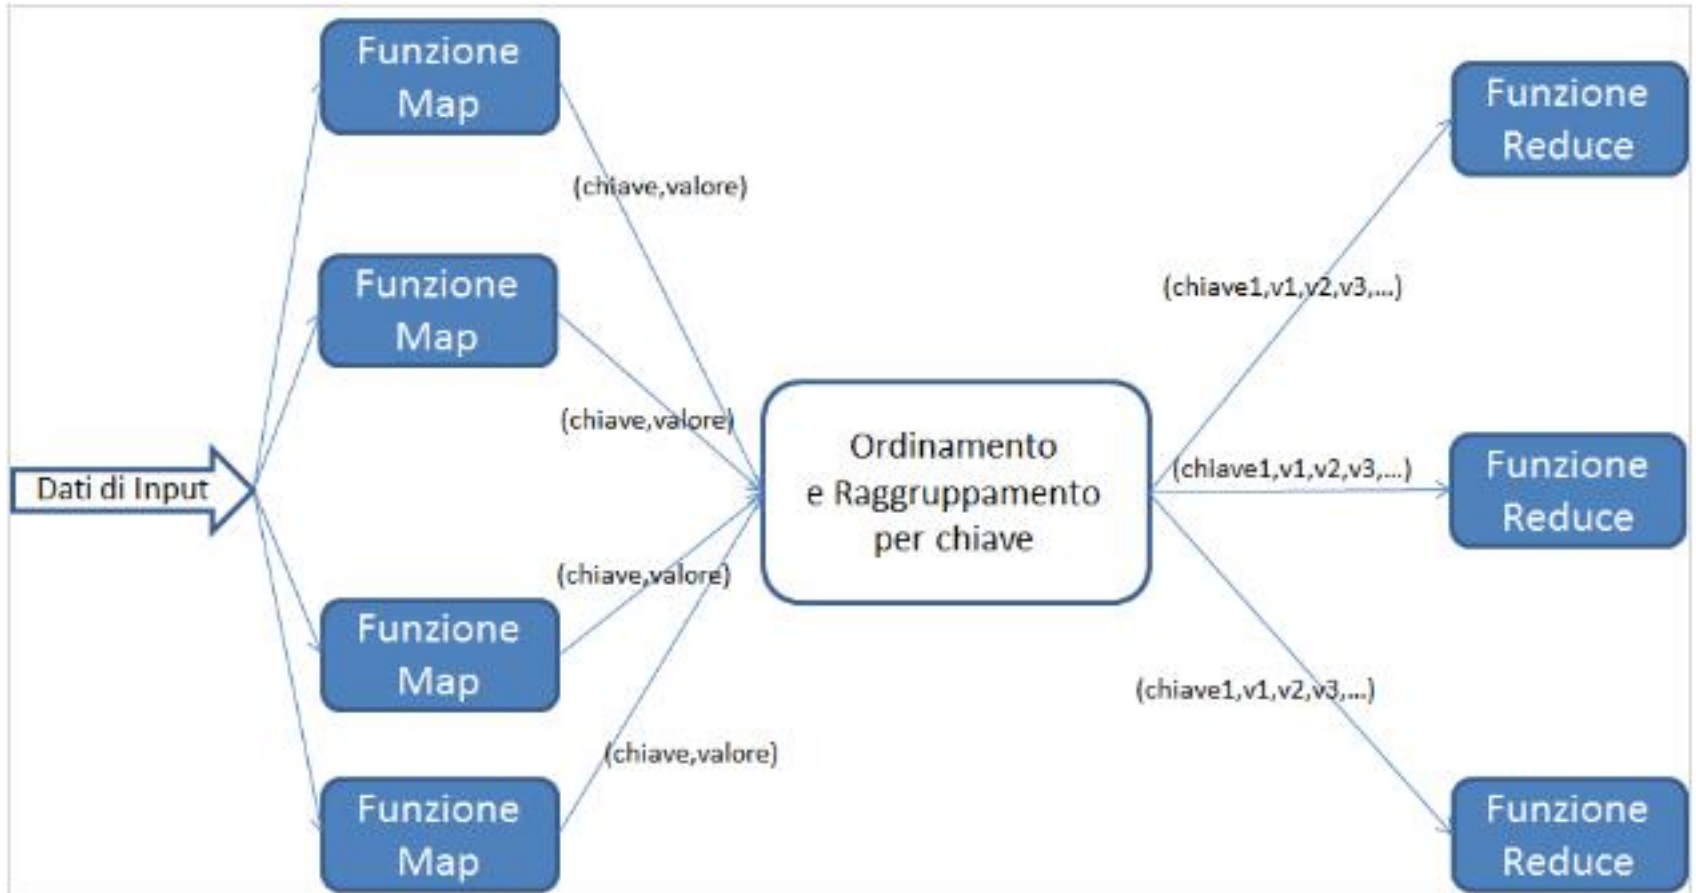 Funzione
Map
Funzione
Reduce
(chiave,valore)
Funzione
Map
(chiave1,v1,v2,v3,...)
(chiave,valore)
Dati di Input
Ordinamento
e Raggruppamento
per chiave
(chiave1,v1,v2,v3,...)
Funzione
Reduce
(chiave,valore)
Funzione
Map
(chiave1,v1,v2,v3,...)
(chiave,valore)
Funzione
Map
Funzione
Reduce